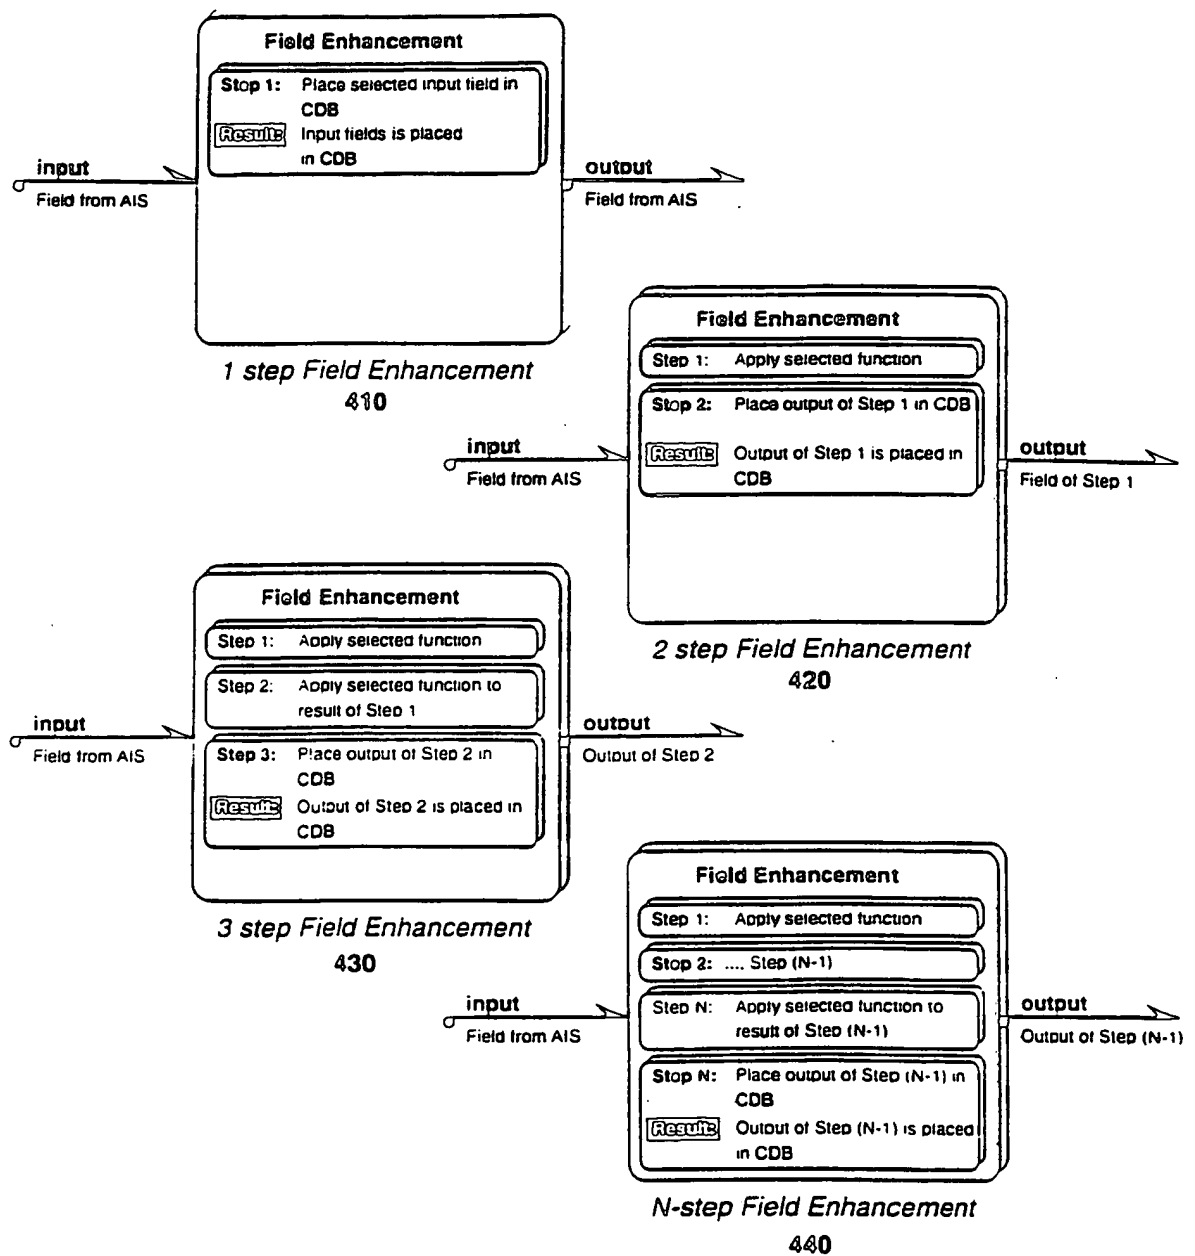 Field Enhancement
Stop 1: Place selected input field in
CDB
Result: Input fields is placed
in CDB
input
Field from AIS
output
Field from AIS
1 step Field Enhancement
410
Field Enhancement
Step 1: Apply selected function
Stop 2: Place output of Step 1 in CDB
Result: Output of Step 1 is placed in
CDB
input
Field from AIS
output
Field of Step 1
2 step Field Enhancement
420
Field Enhancement
Step 1: Apply selected function
Step 2: Apply selected function to
result of Step 1
Step 3: Place output of Step 2 in
CDB
Result: Output of Step 2 is placed in
CDB
input
Field from AIS
output
Output of Step 2
3 step Field Enhancement
430
Field Enhancement
Step 1: Apply selected function
Stop 2: .... Step (N-1)
Step N: Apply selected function to
result of Step (N-1)
Stop N: Place output of Step (N-1) in
CDB
Result: Output of Step (N-1) is placed
in CDB
input
Field from AIS
output
Output of Step (N-1)
N-step Field Enhancement
440